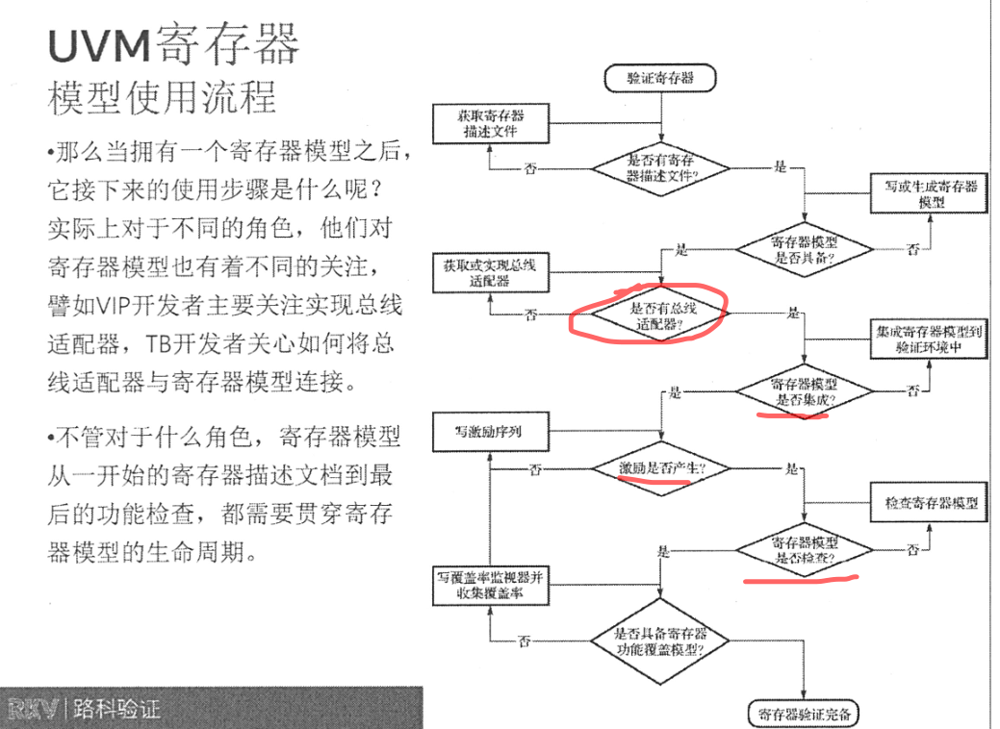 UVM寄存器
模型使用流程
•那么当拥有一个寄存器模型之后，
它接下来的使用步骤是什么呢？
实际上对于不同的角色，他们对
寄存器模型也有着不同的关注，
譬如VIP开发者主要关注实现总线
适配器，TB开发者关心如何将总
线适配器与寄存器模型连接。
•不管对于什么角色，寄存器模型
从一开始的寄存器描述文档到最
后的功能检查，都需要贯穿寄存
器模型的生命周期。
RKV|路科验证
验证寄存器
获取寄存器
描述文件
是否有寄存
器描述文件?
否
是
写或生成寄存器
模型
寄存器模型
是否具备?
否
是
获取或实现总线
适配器
是否有总线
适配器?
否
是
集成寄存器模型到
验证环境中
寄存器模型
是否集成?
否
是
写激励序列
激励是否产生?
否
是
检查寄存器模型
寄存器模型
是否检查?
否
是
写覆盖率监视器并
收集覆盖率
是否具备寄存器
功能覆盖模型?
否
寄存器验证完备